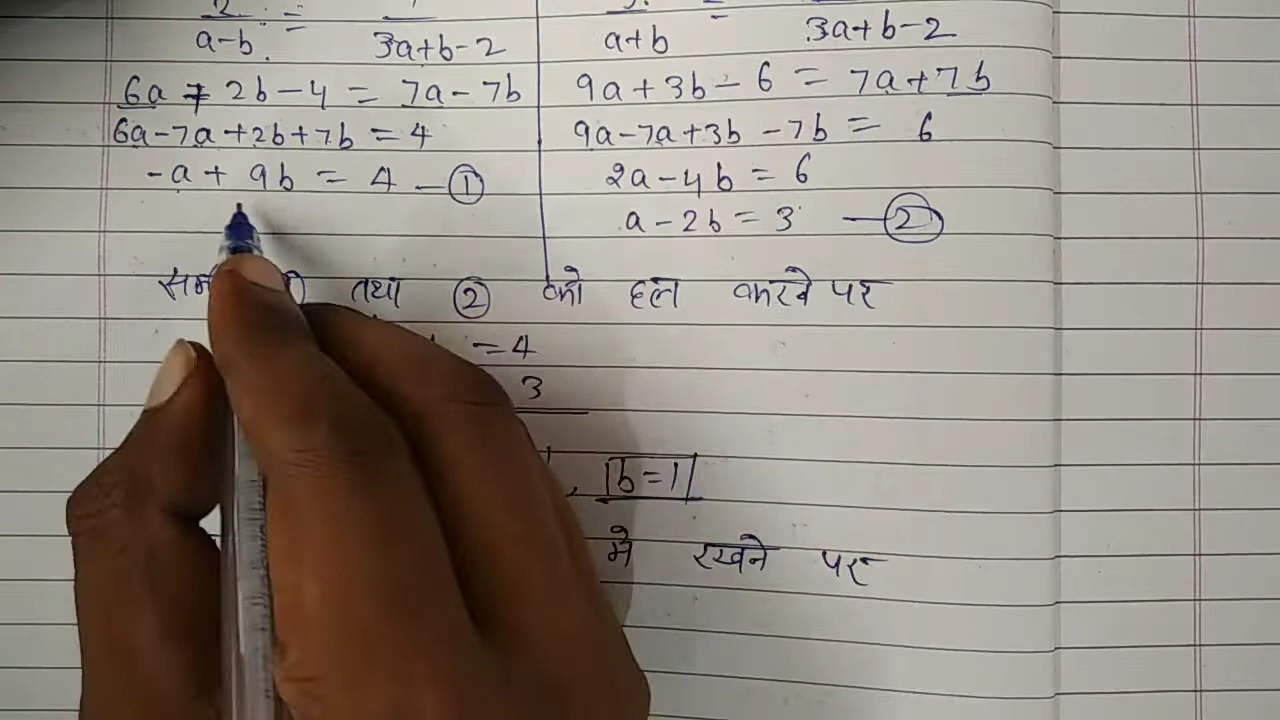 a-b = 3a+b-2
6a + 2b - 4 = 7a - 7b
6a - 7a + 2b + 7b = 4
-a + 9b = 4 — ①
a+b = 3a+b-2
9a + 3b - 6 = 7a + 7b
9a - 7a + 3b - 7b = 6
2a - 4b = 6
a - 2b = 3 — ②
तथा ② को हल करने पर
= 4
3
, b = 1
मे रखने पर